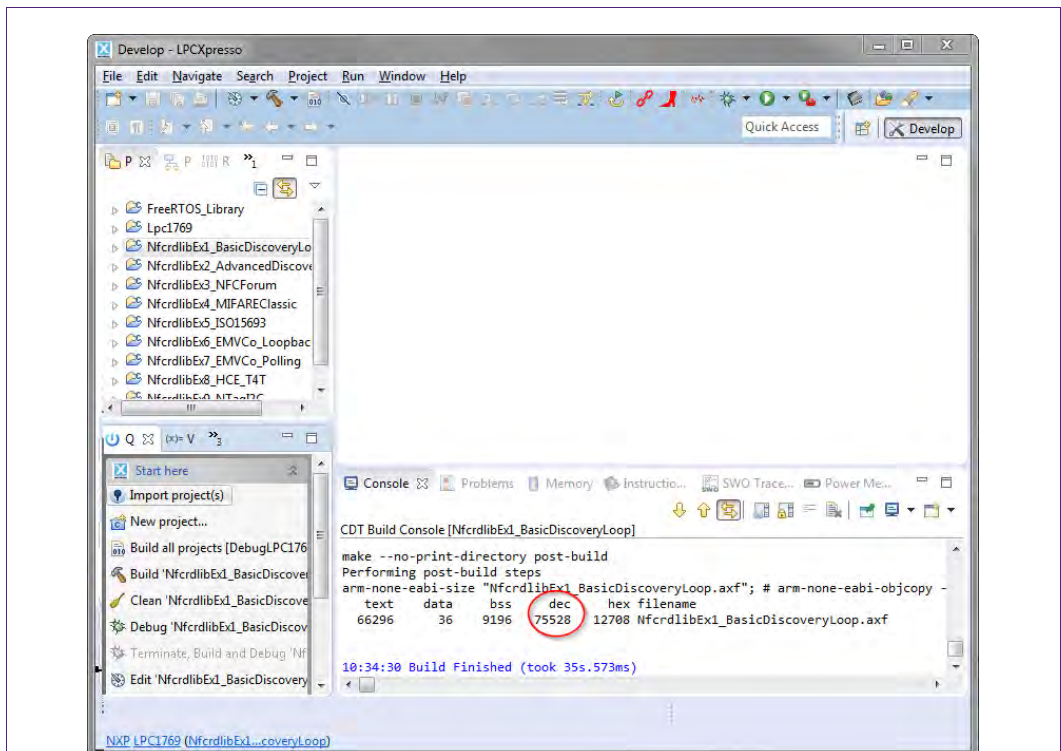 Develop - LPCXpresso
File Edit Navigate Search Project Run Window Help
Quick Access
Develop
P P R »1
FreeRTOS_Library
Lpc1769
NfcrdlibEx1_BasicDiscoveryLo
NfcrdlibEx2_AdvancedDiscove
NfcrdlibEx3_NFCForum
NfcrdlibEx4_MIFAREClassic
NfcrdlibEx5_ISO15693
NfcrdlibEx6_EMVCo_Loopbac
NfcrdlibEx7_EMVCo_Polling
NfcrdlibEx8_HCE_T4T
NfcrdlibEx9_NTagI2C
Q (x)= V »3
Start here
Import project(s)
New project...
Build all projects [DebugLPC176
Build 'NfcrdlibEx1_BasicDiscover
Clean 'NfcrdlibEx1_BasicDiscove
Debug 'NfcrdlibEx1_BasicDiscov
Terminate, Build and Debug 'Nf
Edit 'NfcrdlibEx1_BasicDiscovery
Console Problems Memory Instructio... SWO Trace... Power Me...
CDT Build Console [NfcrdlibEx1_BasicDiscoveryLoop]
make --no-print-directory post-build
Performing post-build steps
arm-none-eabi-size "NfcrdlibEx1_BasicDiscoveryLoop.axf"; # arm-none-eabi-objcopy -
text data bss dec hex filename
66296 36 9196 75528 12708 NfcrdlibEx1_BasicDiscoveryLoop.axf
10:34:30 Build Finished (took 35s.573ms)
NXP LPC1769 (NfcrdlibEx1...coveryLoop)